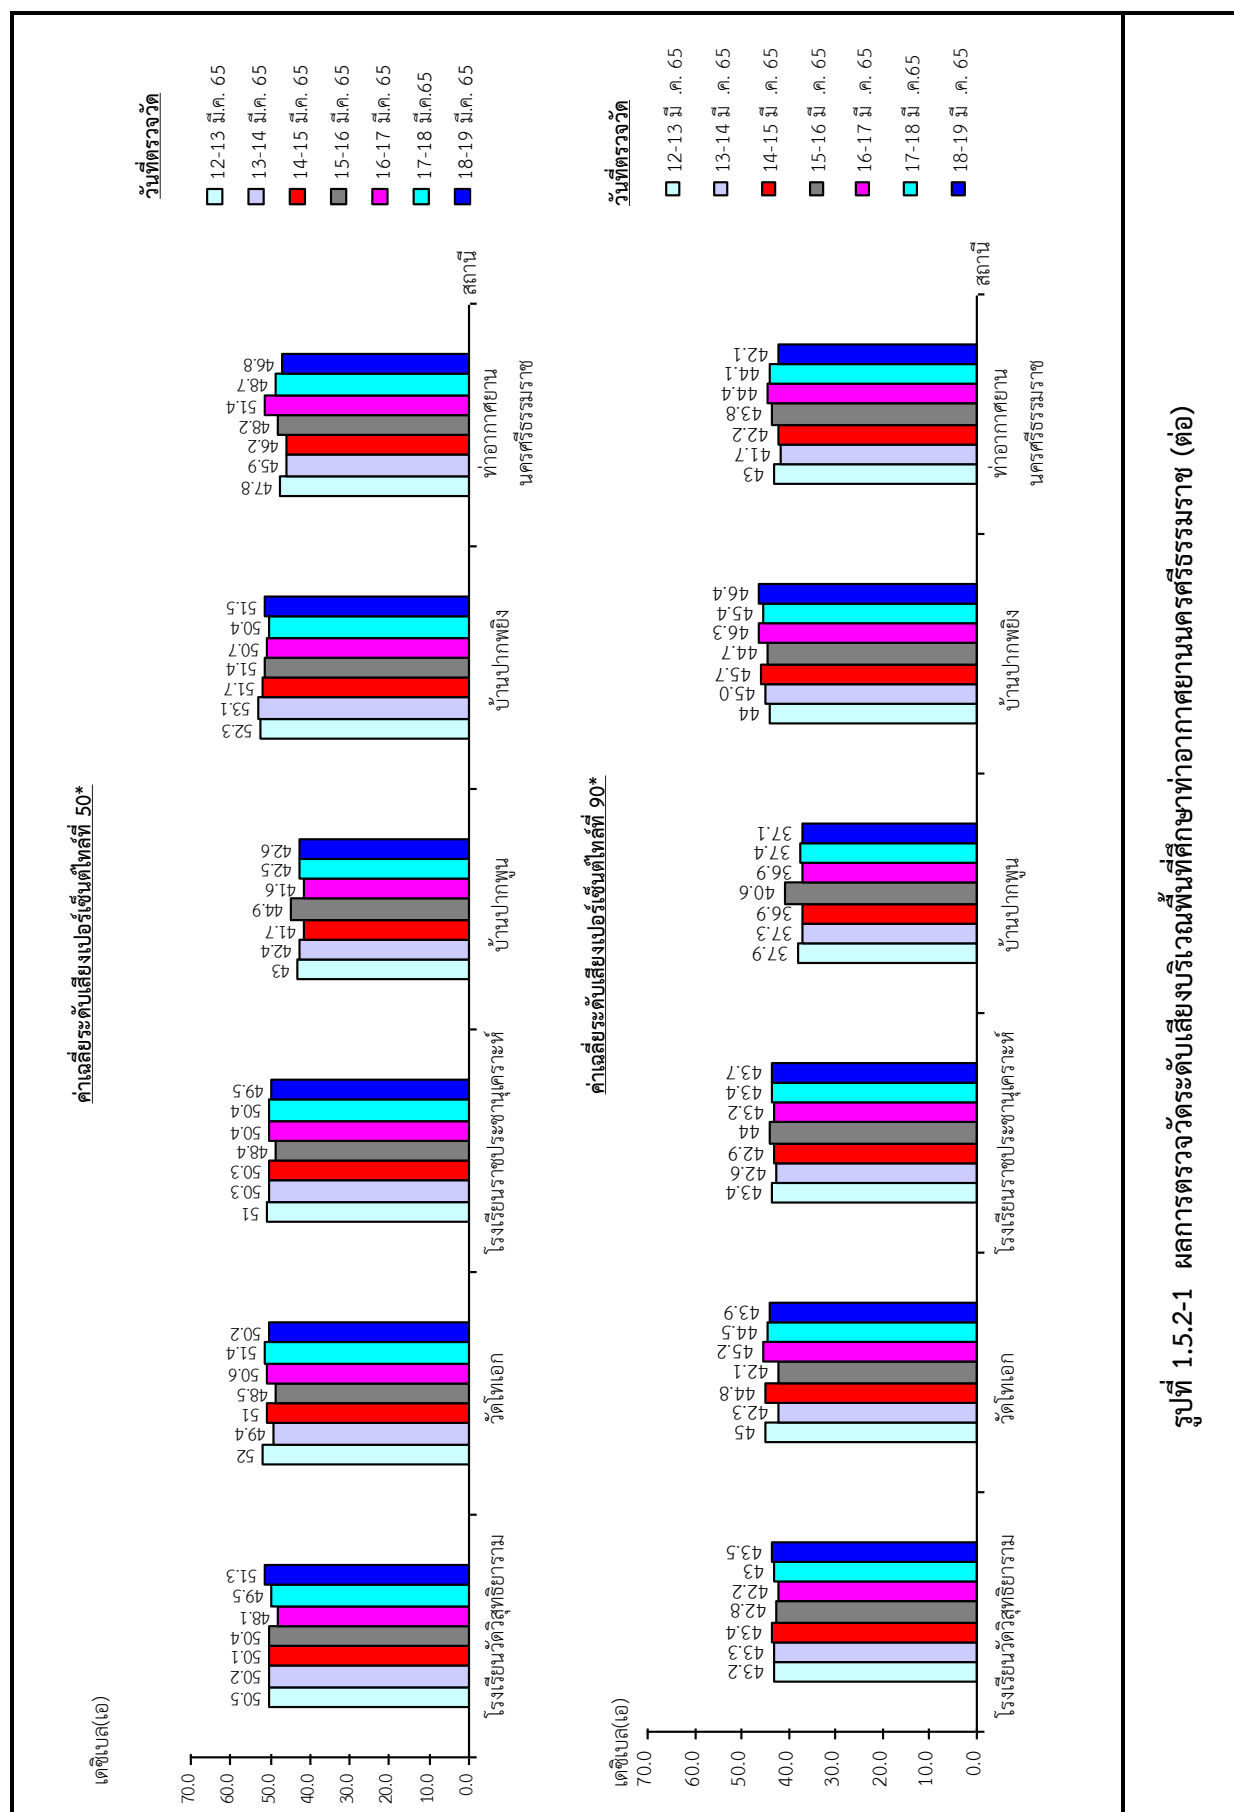 ค่าเฉลี่ยระดับเสียงเปอร์เซ็นต์ไทล์ที่ 50*
เดซิเบล(เอ)
70.0
60.0
50.0
40.0
30.0
20.0
10.0
0.0
50.5 50.2 50.1 50.4 48.1 49.5 51.3
52 49.4 51 48.5 50.6 51.4 50.2
51 50.3 50.3 48.4 50.4 50.4 49.5
43 42.4 41.7 44.9 41.6 42.5 42.6
52.3 53.1 51.7 51.4 50.7 50.4 51.5
47.8 45.9 46.2 48.2 51.4 48.7 46.8
โรงเรียนวัดวิสุทธิยาราม
วัดโทเอก
โรงเรียนราชประชานุเคราะห์
บ้านปากพูน
บ้านปากพยิง
ท่าอากาศยาน
นครศรีธรรมราช
สถานี
วันที่ตรวจวัด
12-13 มี.ค. 65
13-14 มี.ค. 65
14-15 มี.ค. 65
15-16 มี.ค. 65
16-17 มี.ค. 65
17-18 มี.ค.65
18-19 มี.ค. 65
ค่าเฉลี่ยระดับเสียงเปอร์เซ็นต์ไทล์ที่ 90*
เดซิเบล(เอ)
70.0
60.0
50.0
40.0
30.0
20.0
10.0
0.0
43.2 43.3 43.4 42.8 42.2 43 43.5
45 42.3 44.8 42.1 45.2 44.5 43.9
43.4 42.6 42.9 44 43.2 43.4 43.7
37.9 37.3 36.9 40.6 36.9 37.4 37.1
44 45.0 45.7 44.7 46.3 45.4 46.4
43 41.7 42.2 43.8 44.4 44.1 42.1
โรงเรียนวัดวิสุทธิยาราม
วัดโทเอก
โรงเรียนราชประชานุเคราะห์
บ้านปากพูน
บ้านปากพยิง
ท่าอากาศยาน
นครศรีธรรมราช
สถานี
วันที่ตรวจวัด
12-13 มี .ค. 65
13-14 มี .ค. 65
14-15 มี .ค. 65
15-16 มี .ค. 65
16-17 มี .ค. 65
17-18 มี .ค.65
18-19 มี .ค. 65
รูปที่ 1.5.2-1 ผลการตรวจวัดระดับเสียงบริเวณพื้นที่ศึกษาท่าอากาศยานนครศรีธรรมราช (ต่อ)